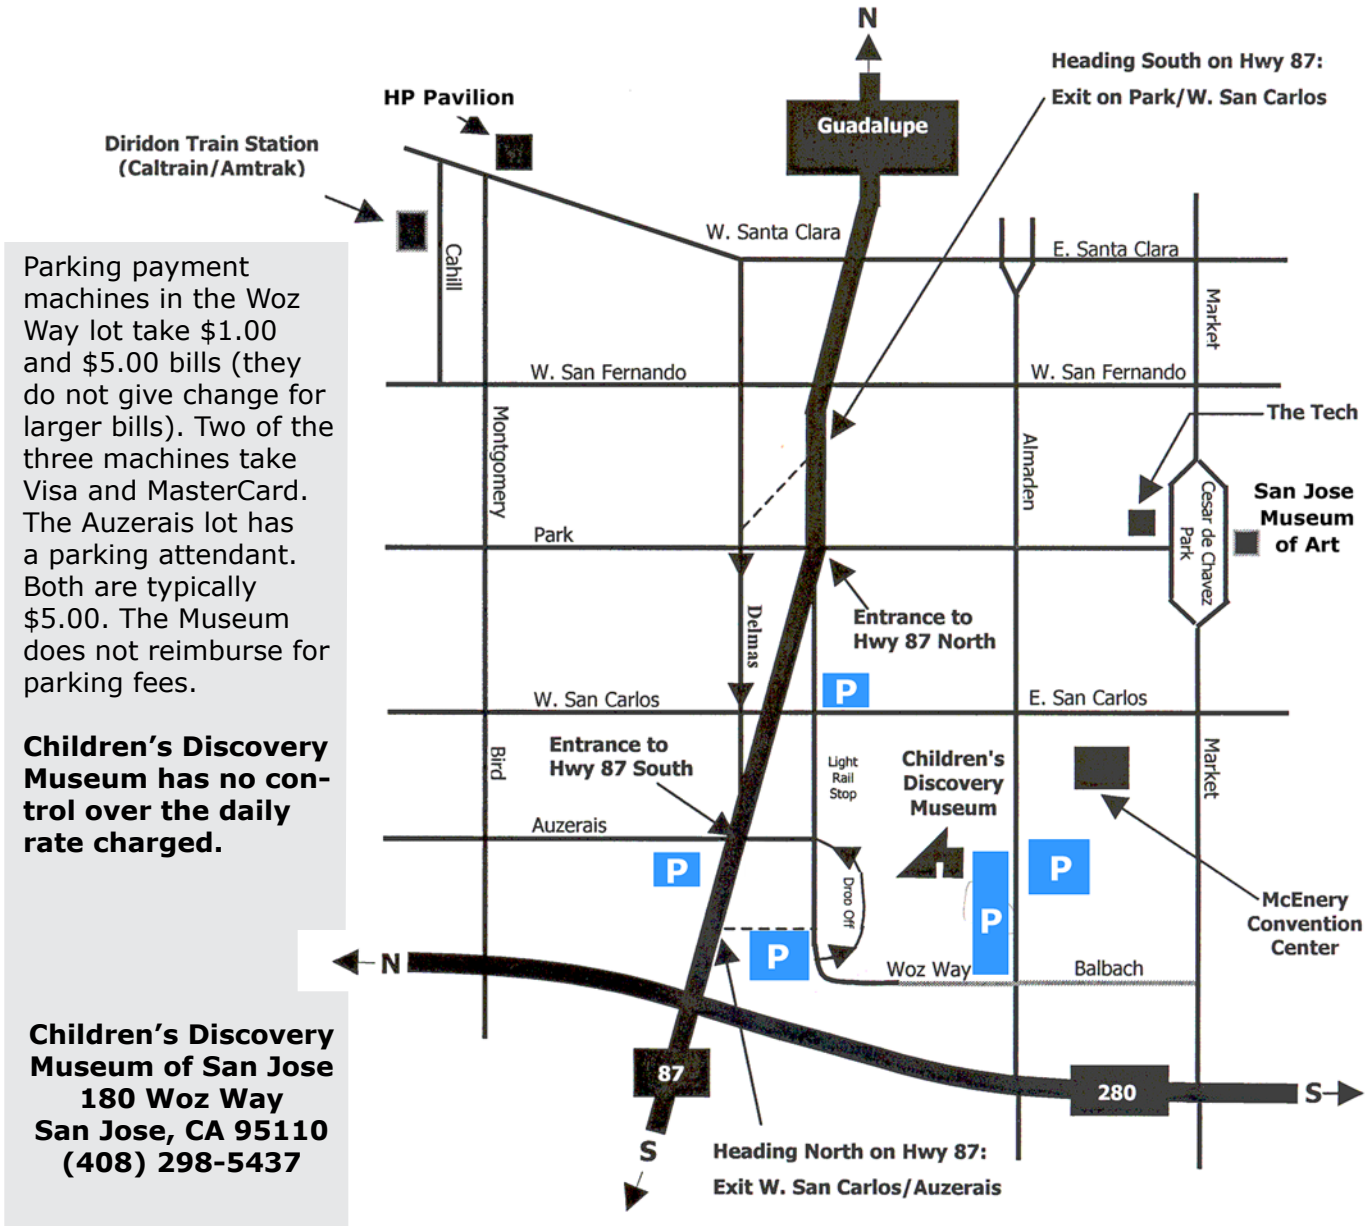 N
Heading South on Hwy 87:
Exit on Park/W. San Carlos
HP Pavilion
Guadalupe
Diridon Train Station
(Caltrain/Amtrak)
W. Santa Clara
E. Santa Clara
Cahill
Market
Parking payment
machines in the Woz
Way lot take $1.00
and $5.00 bills (they
do not give change for
larger bills). Two of the
three machines take
Visa and MasterCard.
The Auzerais lot has
a parking attendant.
Both are typically
$5.00. The Museum
does not reimburse for
parking fees.
Children’s Discovery
Museum has no con-
trol over the daily
rate charged.
W. San Fernando
W. San Fernando
Montgomery
Almaden
The Tech
San Jose
Museum
of Art
Cesar de Chavez
Park
Park
Delmas
Entrance to
Hwy 87 North
P
W. San Carlos
E. San Carlos
Bird
Entrance to
Hwy 87 South
Light
Rail
Stop
Children's
Discovery
Museum
Market
Auzerais
P
Drop Off
P
P
P
McEnery
Convention
Center
N
Woz Way
Balbach
Children’s Discovery
Museum of San Jose
180 Woz Way
San Jose, CA 95110
(408) 298-5437
87
280
S
S
Heading North on Hwy 87:
Exit W. San Carlos/Auzerais